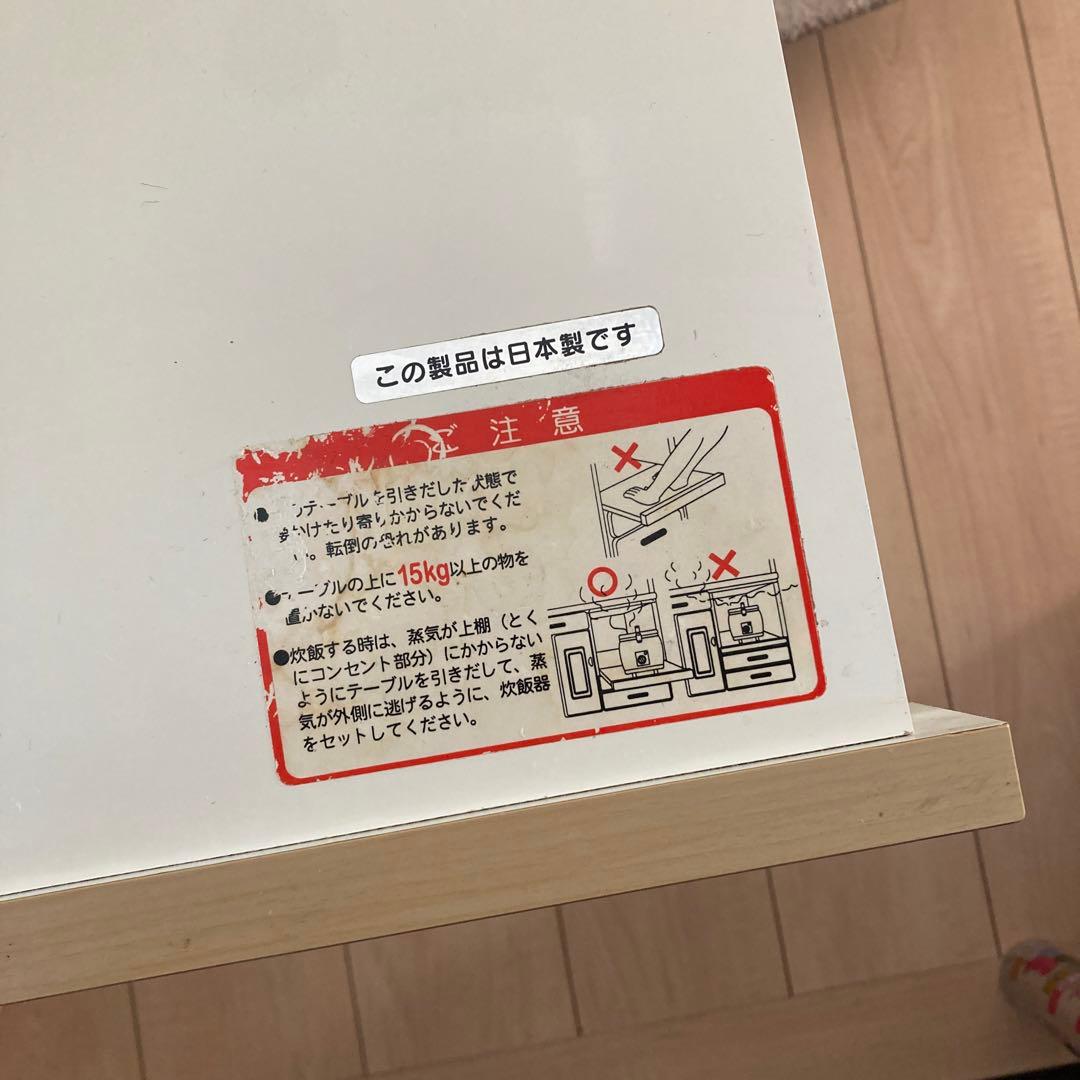 この製品は日本製です
ご注意
テーブルを引きだした状態で
かけたり寄りかからないでくだ
。転倒の恐れがあります。
ーブルの上に15kg以上の物を
置かないでください。
●炊飯する時は、蒸気が上棚（とく
にコンセント部分）にかからない
ようにテーブルを引きだして、蒸
気が外側に逃げるように、炊飯器
をセットしてください。